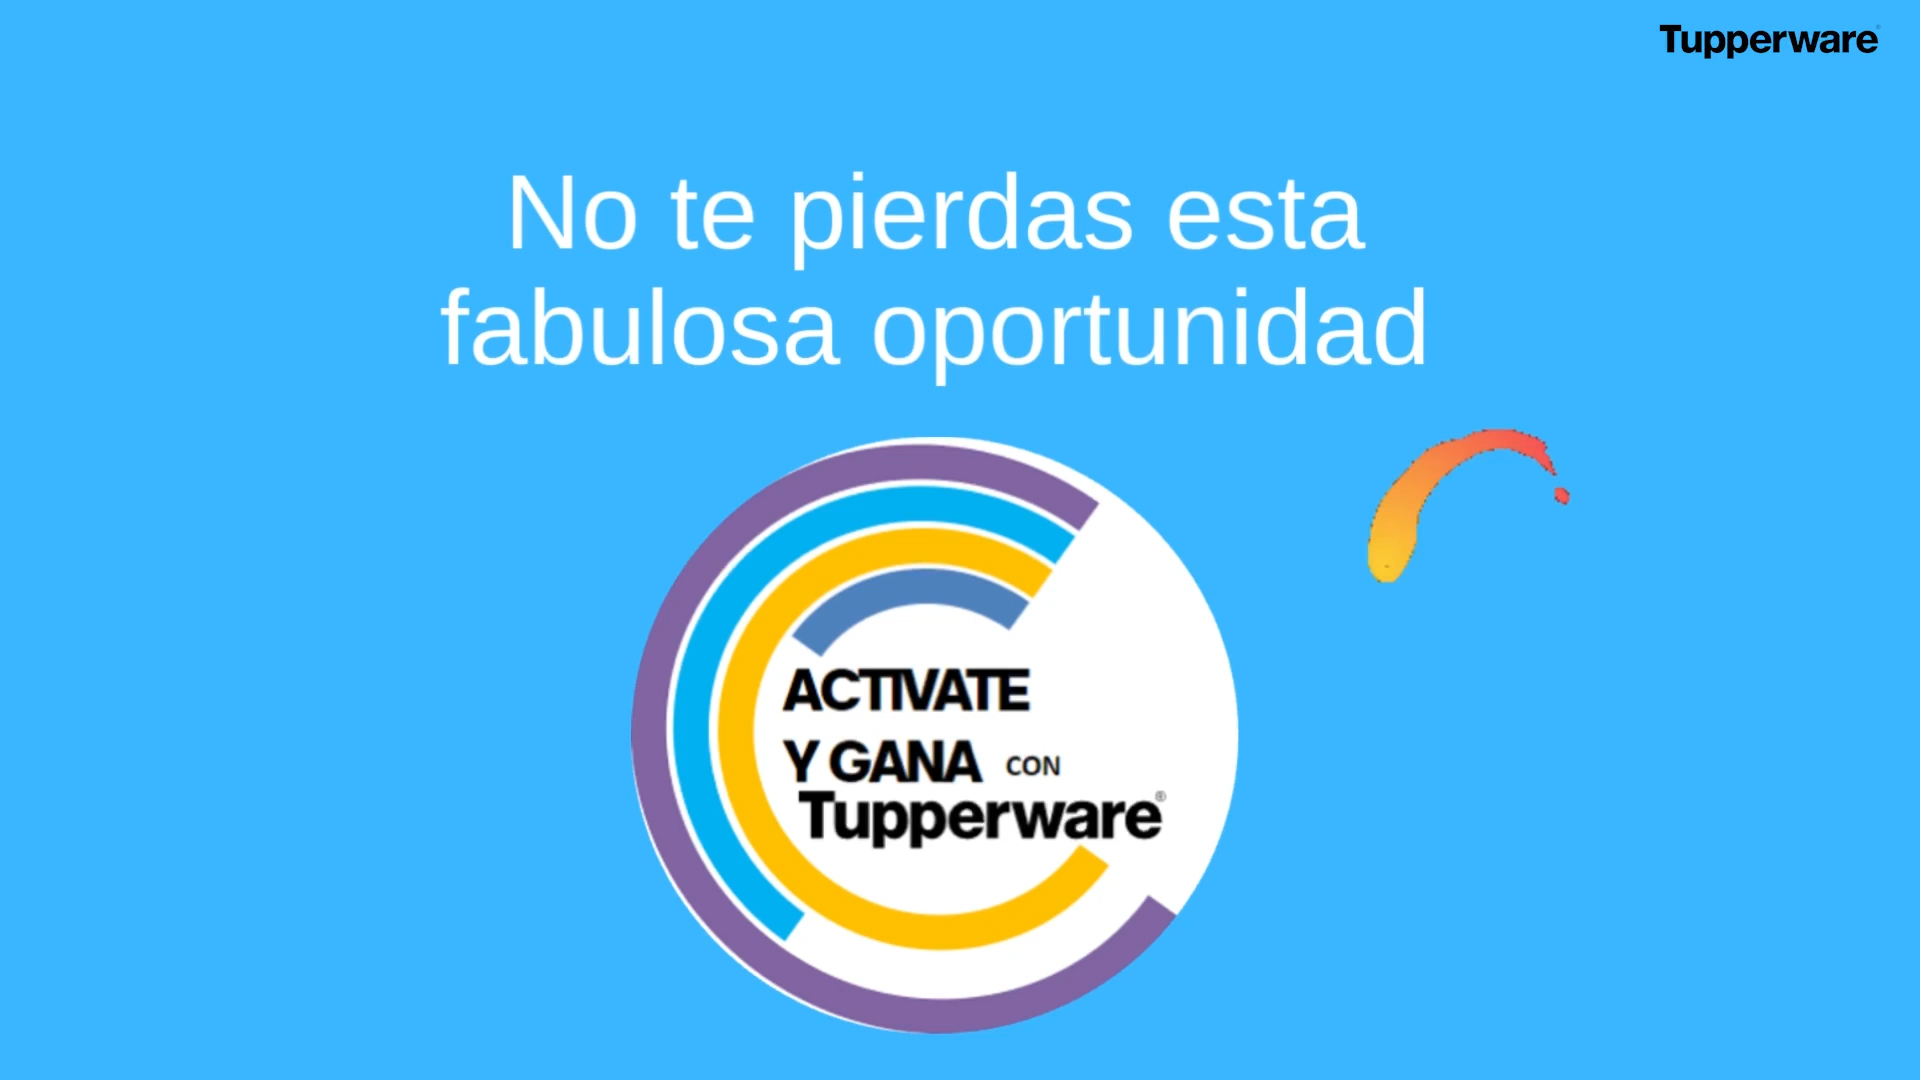 Tupperware
No te pierdas esta
fabulosa oportunidad
ACTIVATE
Y GANA CON
Tupperware®